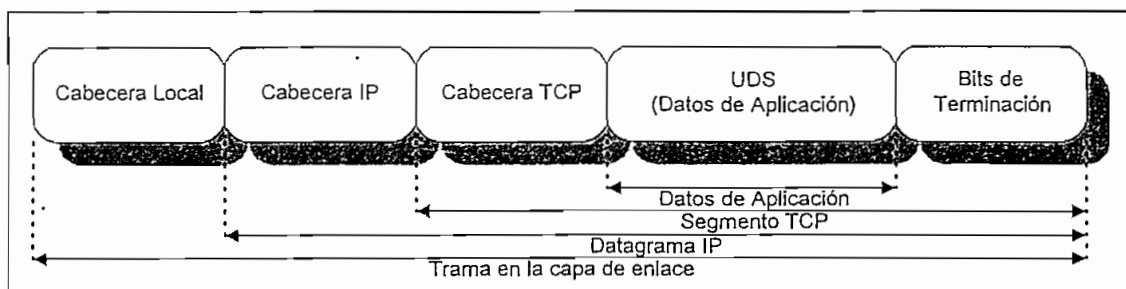 Cabecera Local
Cabecera IP
Cabecera TCP
UDS
(Datos de Aplicación)
Bits de
Terminación
Datos de Aplicación
Segmento TCP
Datagrama IP
Trama en la capa de enlace